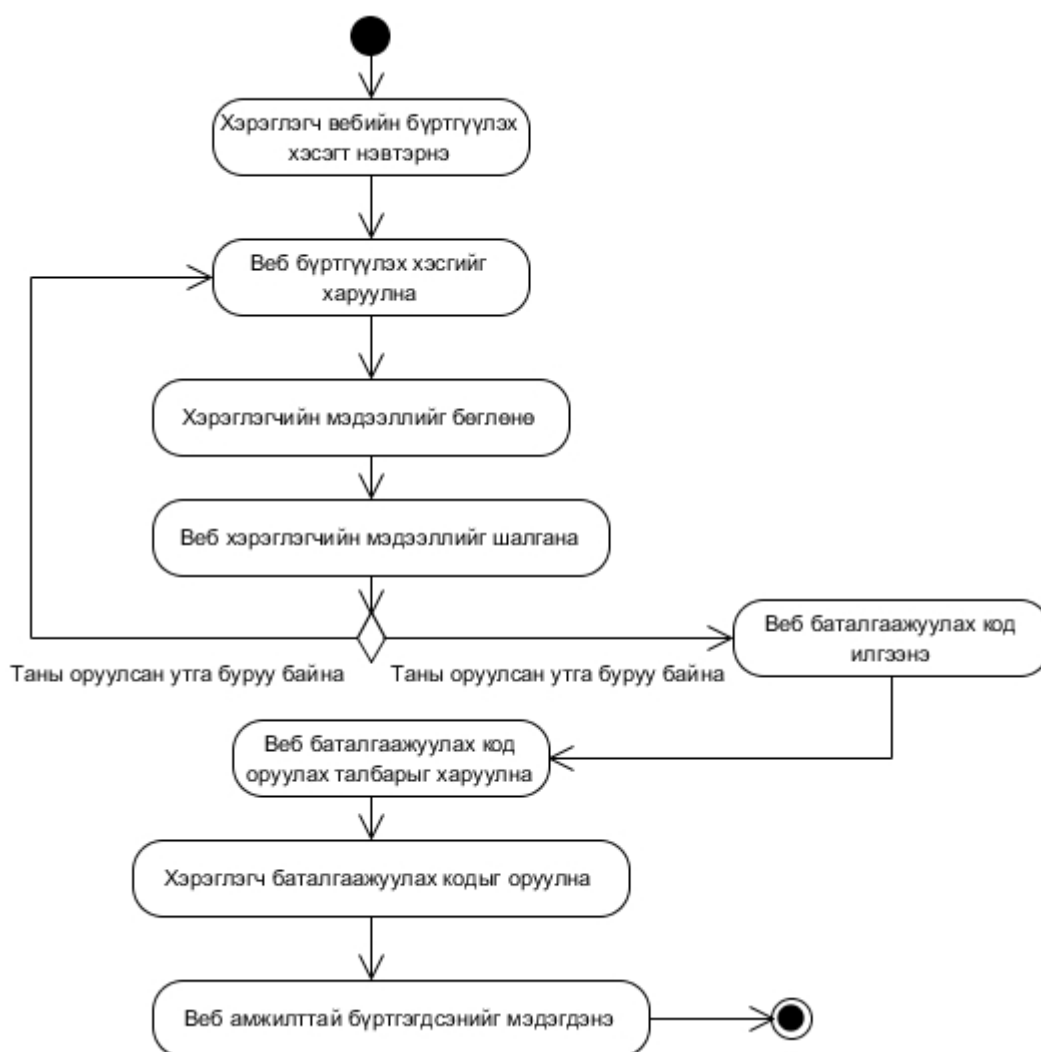 Хэрэглэгч вебийн бүртгүүлэх
хэсэгт нэвтэрнэ
Веб бүртгүүлэх хэсгийг
харуулна
Хэрэглэгчийн мэдээллийг бөглөнө
Веб хэрэглэгчийн мэдээллийг шалгана
Таны оруулсан утга буруу байна
Таны оруулсан утга буруу байна
Веб баталгаажуулах код
илгээнэ
Веб баталгаажуулах код
оруулах талбарыг харуулна
Хэрэглэгч баталгаажуулах кодыг оруулна
Веб амжилттай бүртгэгдсэнийг мэдэгдэнэ